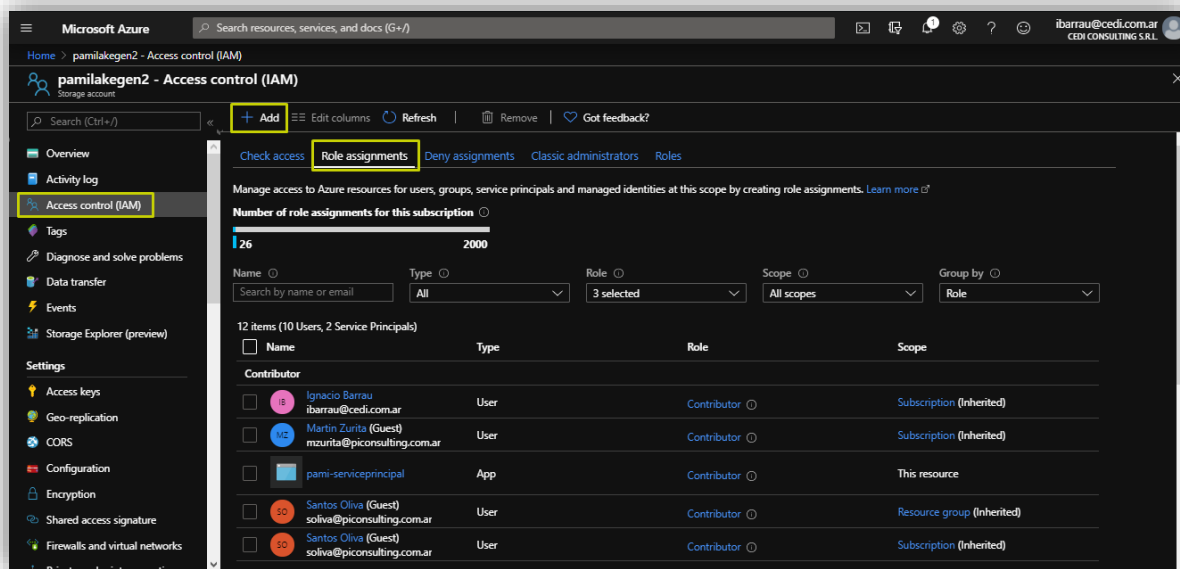 Microsoft Azure
Search resources, services, and docs (G+/)
1
ibarrau@cedi.com.ar
CEDI CONSULTING S.R.L.
Home > pamilakegen2 - Access control (IAM)
pamilakegen2 - Access control (IAM)
Storage account
Search (Ctrl+/)
Overview
Activity log
Access control (IAM)
Tags
Diagnose and solve problems
Data transfer
Events
Storage Explorer (preview)
Settings
Access keys
Geo-replication
CORS
Configuration
Encryption
Shared access signature
Firewalls and virtual networks
Add Edit columns Refresh Remove Got feedback?
Check access Role assignments Deny assignments Classic administrators Roles
Manage access to Azure resources for users, groups, service principals and managed identities at this scope by creating role assignments. Learn more
Number of role assignments for this subscription
26 2000
Name Type Role Scope Group by
Search by name or email All 3 selected All scopes Role
12 items (10 Users, 2 Service Principals)
Name Type Role Scope
Contributor
IB Ignacio Barrau User Contributor Subscription (Inherited)
ibarrau@cedi.com.ar
MZ Martin Zurita (Guest) User Contributor Subscription (Inherited)
mzurita@piconsulting.com.ar
pami-serviceprincipal App Contributor This resource
SO Santos Oliva (Guest) User Contributor Resource group (Inherited)
soliva@piconsulting.com.ar
SO Santos Oliva (Guest) User Contributor Subscription (Inherited)
soliva@piconsulting.com.ar